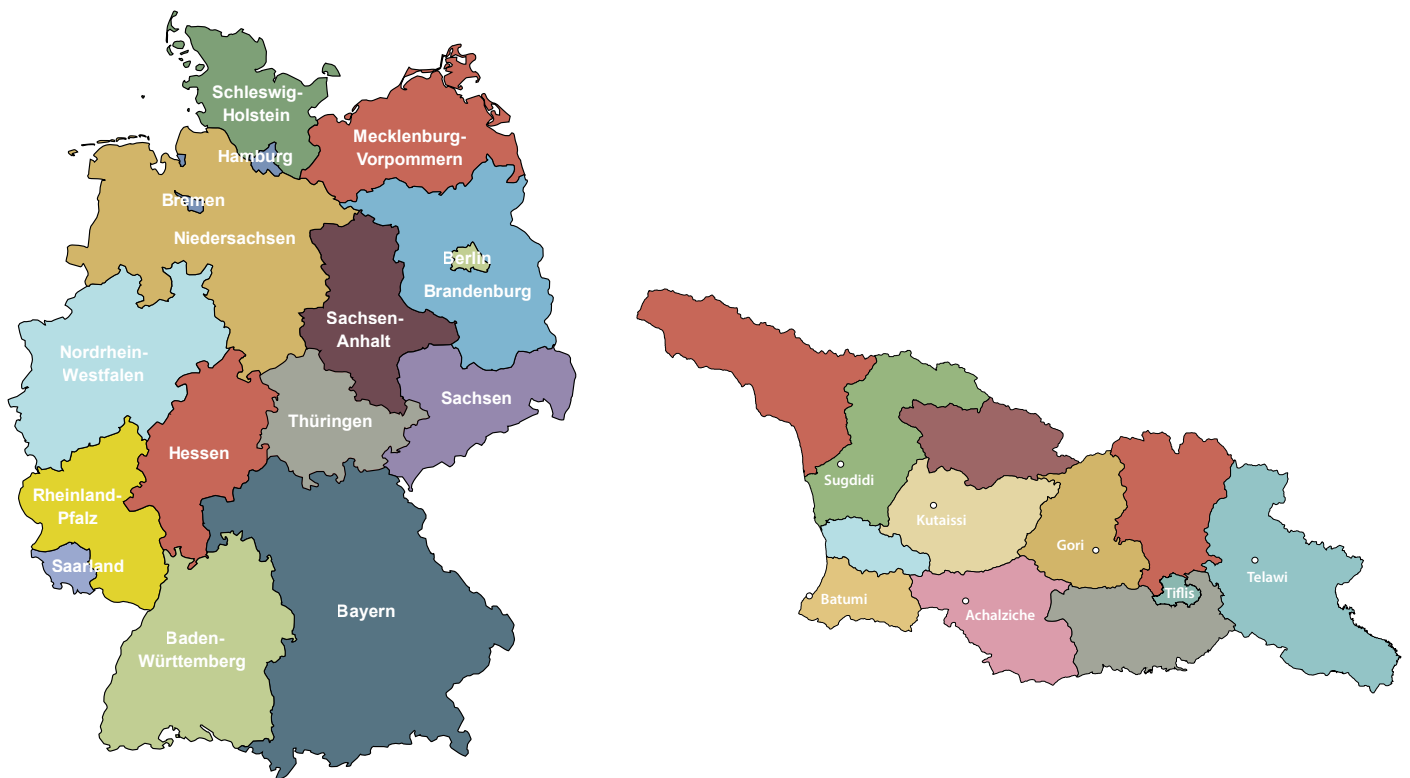 Schleswig-
Holstein
Mecklenburg-
Vorpommern
Hamburg
Bremen
Niedersachsen
Berlin
Brandenburg
Sachsen-
Anhalt
Nordrhein-
Westfalen
Sachsen
Thüringen
Hessen
Rheinland-
Pfalz
Saarland
Bayern
Baden-
Württemberg
Sugdidi
Kutaissi
Gori
Telawi
Tiflis
Batumi
Achalziche